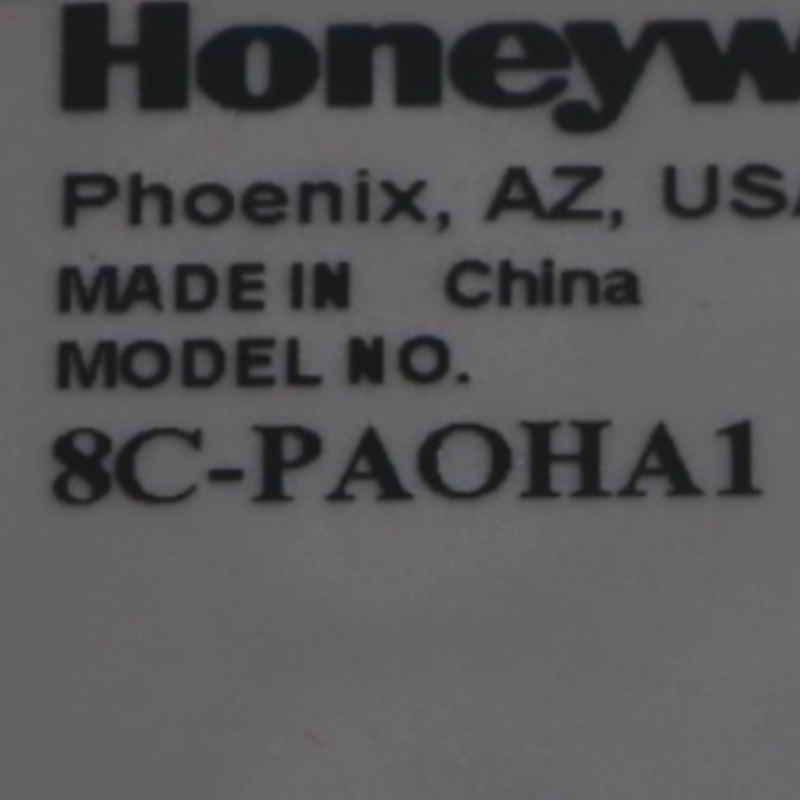 Honeyw
Phoenix, AZ, USA
MADE IN China
MODEL NO.
8C-PAOHA1